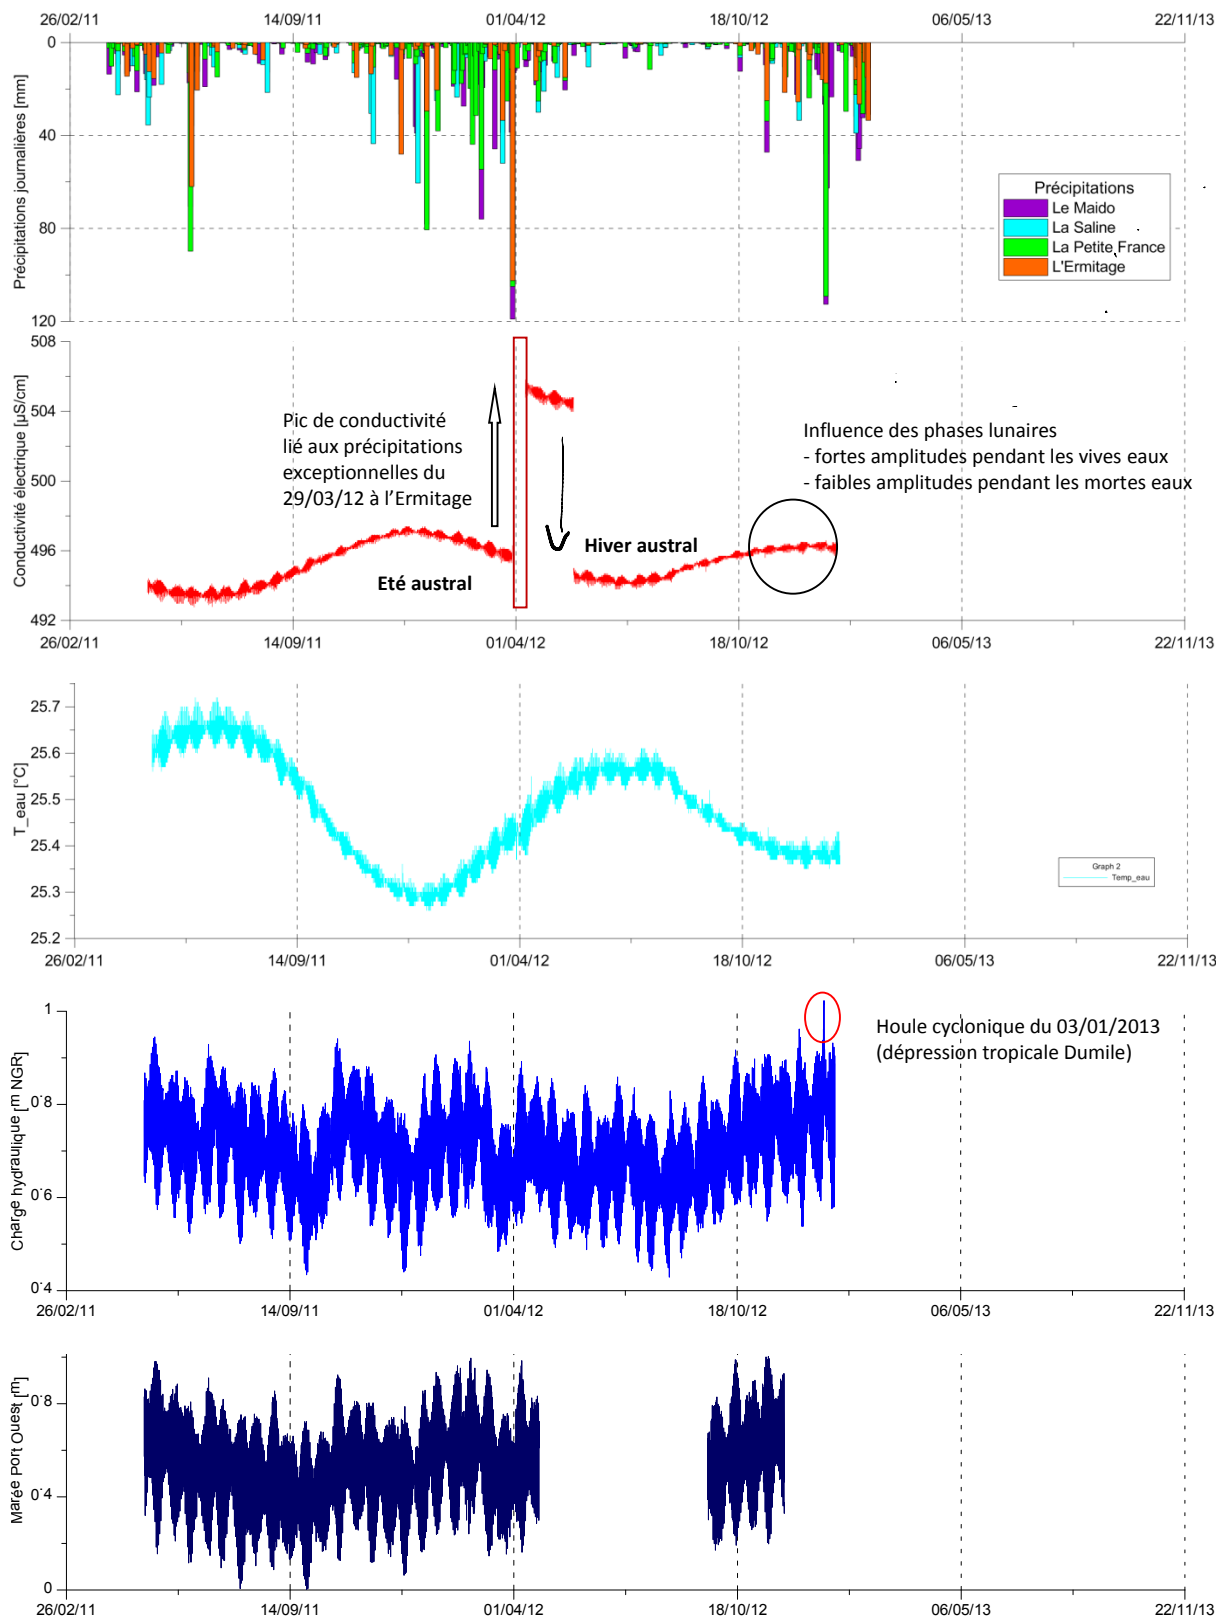 26/02/11 14/09/11 01/04/12 18/10/12 06/05/13 22/11/13
Précipitations journalières [mm]
0
40
80
120
Précipitations
Le Maido
La Saline
La Petite France
L'Ermitage
Conductivité électrique [µS/cm]
508
504
500
496
492
Pic de conductivité
lié aux précipitations
exceptionnelles du
29/03/12 à l'Ermitage
Influence des phases lunaires
- fortes amplitudes pendant les vives eaux
- faibles amplitudes pendant les mortes eaux
Hiver austral
Eté austral
26/02/11 14/09/11 01/04/12 18/10/12 06/05/13 22/11/13
T_eau [°C]
25.7
25.6
25.5
25.4
25.3
25.2
Graph 2
Temp_eau
26/02/11 14/09/11 01/04/12 18/10/12 06/05/13 22/11/13
Charge hydraulique [m NGR]
1
0.8
0.6
0.4
Houle cyclonique du 03/01/2013
(dépression tropicale Dumile)
26/02/11 14/09/11 01/04/12 18/10/12 06/05/13 22/11/13
Marée Port Ouest [m]
0.8
0.4
0
26/02/11 14/09/11 01/04/12 18/10/12 06/05/13 22/11/13